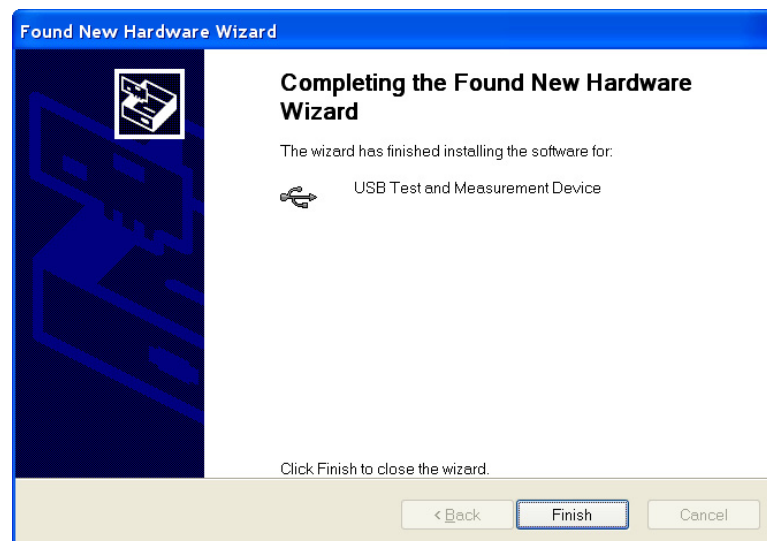 Found New Hardware Wizard
Completing the Found New Hardware
Wizard
The wizard has finished installing the software for:
USB Test and Measurement Device
Click Finish to close the wizard.
< Back
Finish
Cancel